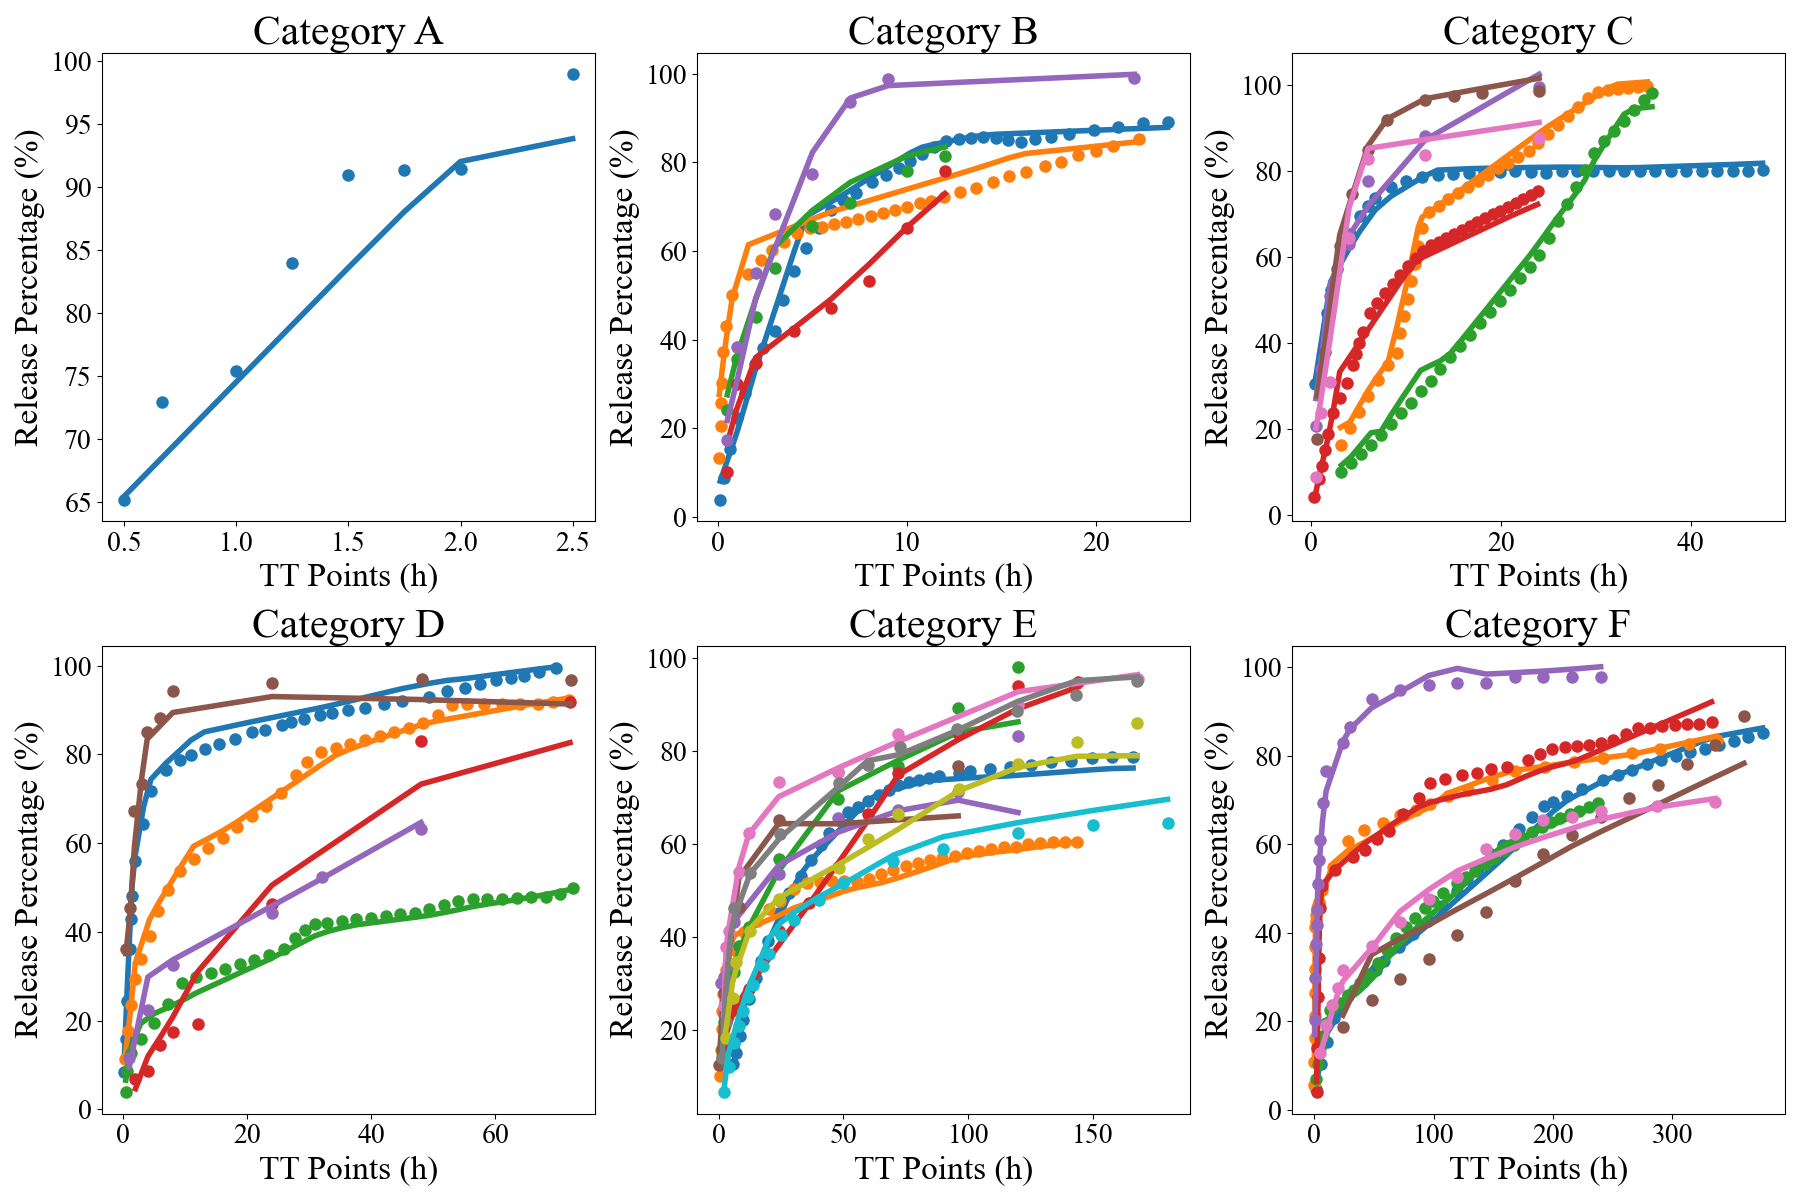 Category A
Category B
Category C
Release Percentage (%)
100
95
90
85
80
75
70
65
0.5 1.0 1.5 2.0 2.5
TT Points (h)
Release Percentage (%)
100
80
60
40
20
0
0 10 20
TT Points (h)
Release Percentage (%)
100
80
60
40
20
0
0 20 40
TT Points (h)
Category D
Category E
Category F
Release Percentage (%)
100
80
60
40
20
0
0 20 40 60
TT Points (h)
Release Percentage (%)
100
80
60
40
20
0 50 100 150
TT Points (h)
Release Percentage (%)
100
80
60
40
20
0
0 100 200 300
TT Points (h)